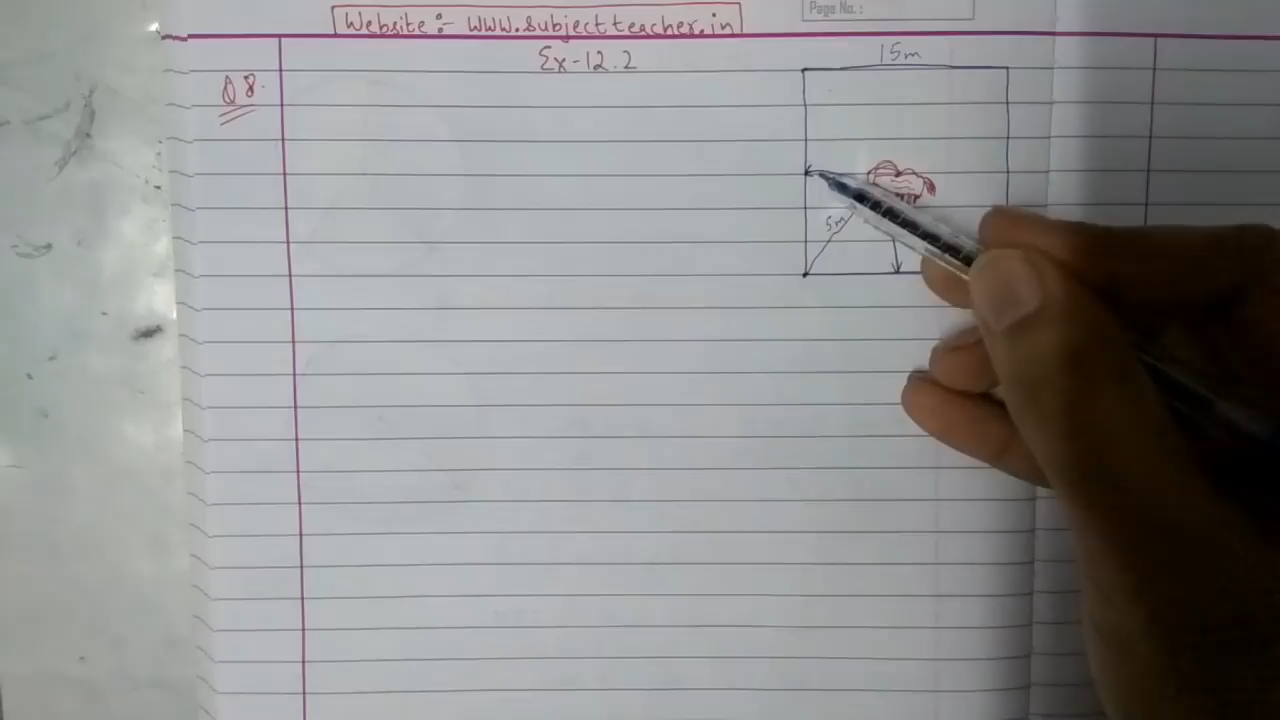 Page No. :
Website :- www.subjectteacher.in
Ex-12.2
15m
Q8.
5m